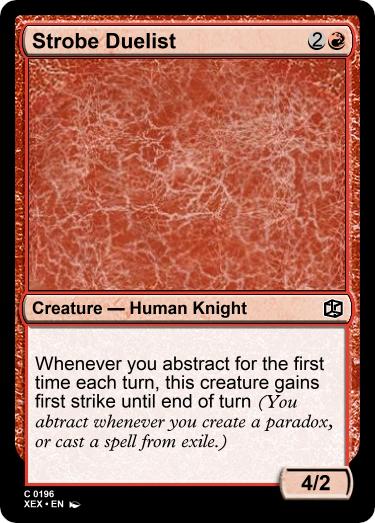 Strobe Duelist 2
Creature — Human Knight
Whenever you abstract for the first
time each turn, this creature gains
first strike until end of turn (You
abtract whenever you create a paradox,
or cast a spell from exile.)
4/2
C 0196
XEX • EN